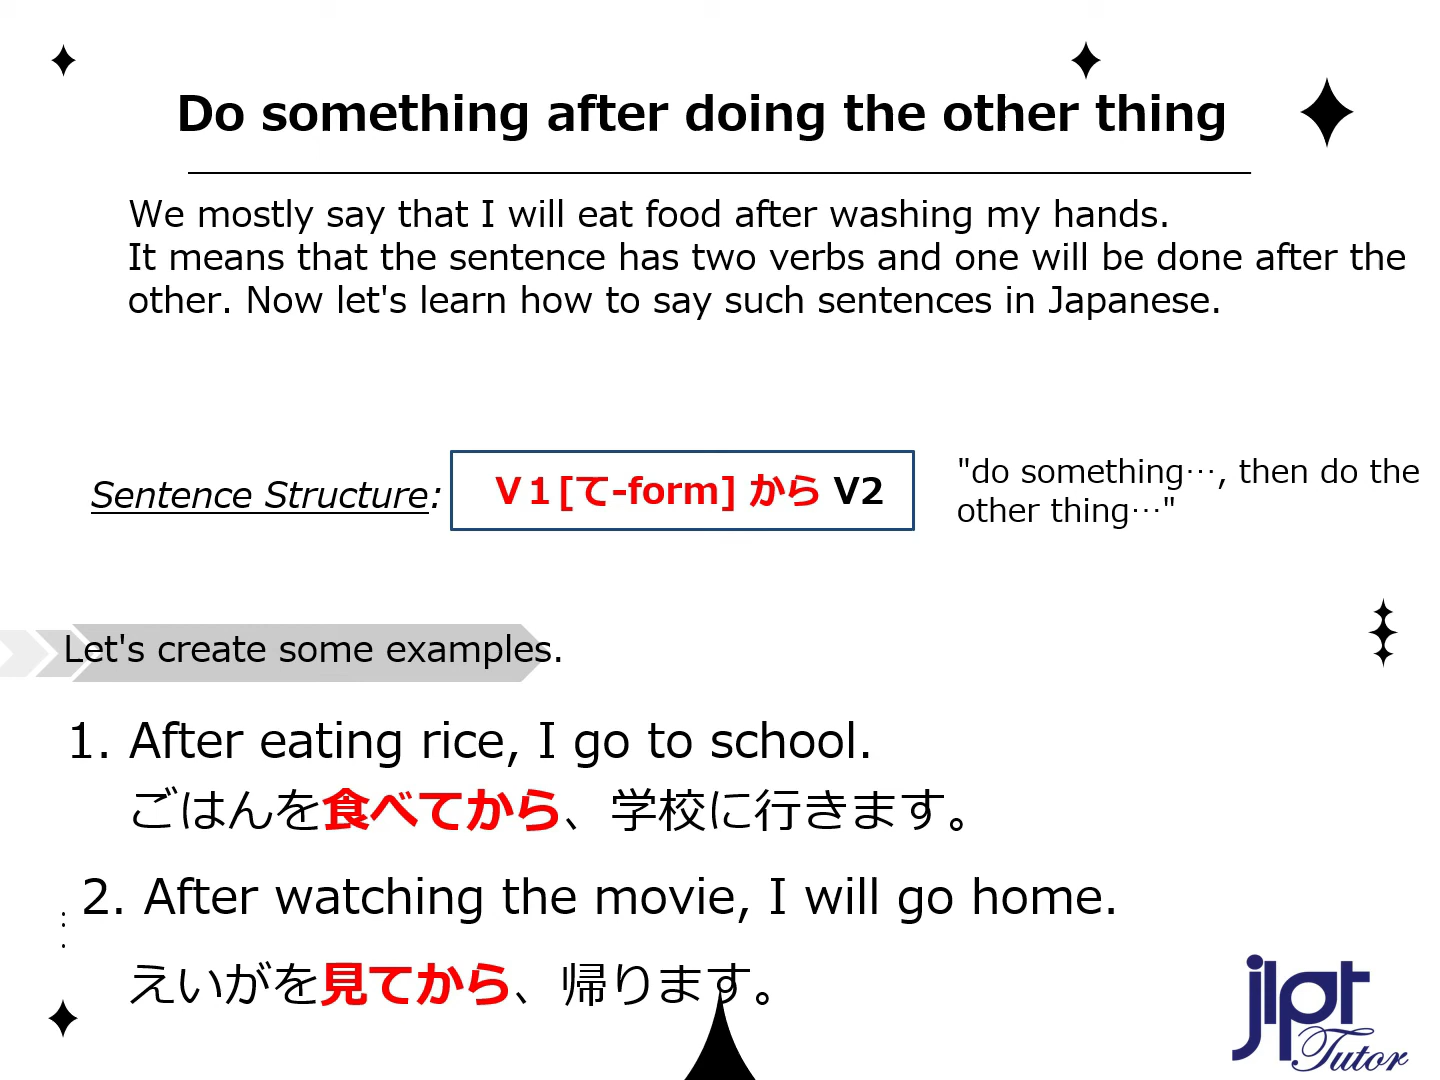 Do something after doing the other thing
We mostly say that I will eat food after washing my hands.
It means that the sentence has two verbs and one will be done after the
other. Now let's learn how to say such sentences in Japanese.
Sentence Structure:
V１[て-form] から V2
"do something…, then do the
other thing…"
Let's create some examples.
1. After eating rice, I go to school.
ごはんを食べてから、学校に行きます。
2. After watching the movie, I will go home.
えいがを見てから、帰ります。
jlpt
Tutor